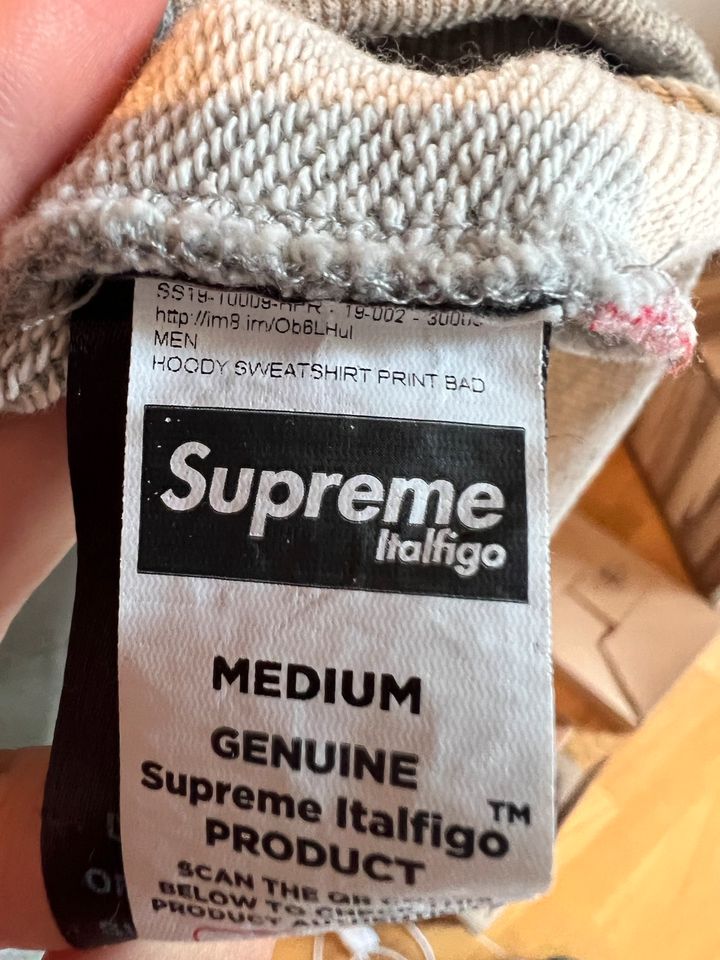 http://im8.im/Ob6LHul
MEN
HOODY SWEATSHIRT PRINT BAD
Supreme
Italfigo
MEDIUM
GENUINE
Supreme Italfigo™
PRODUCT
SCAN THE QR
BELOW TO
PRODUCT